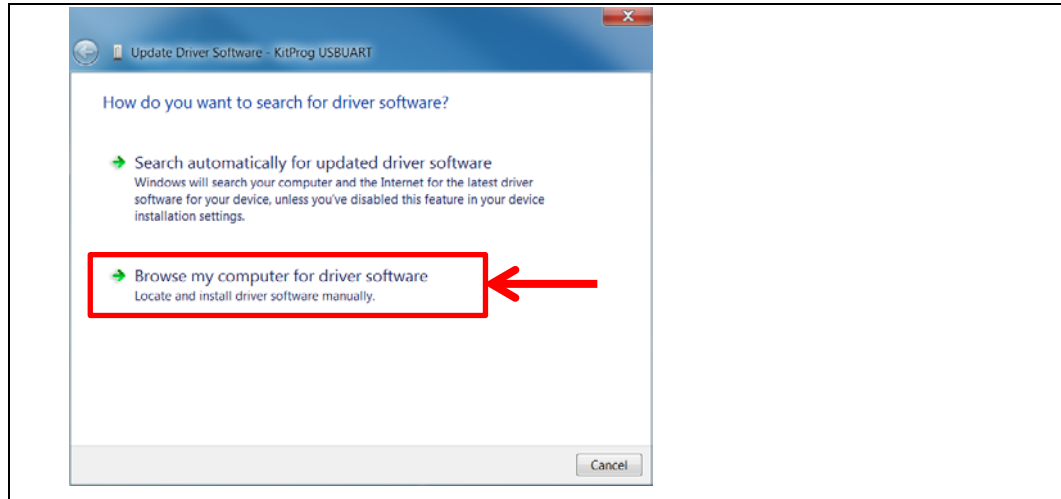 Update Driver Software - KitProg USBUART
How do you want to search for driver software?
Search automatically for updated driver software
Windows will search your computer and the Internet for the latest driver
software for your device, unless you've disabled this feature in your device
installation settings.
Browse my computer for driver software
Locate and install driver software manually.
Cancel